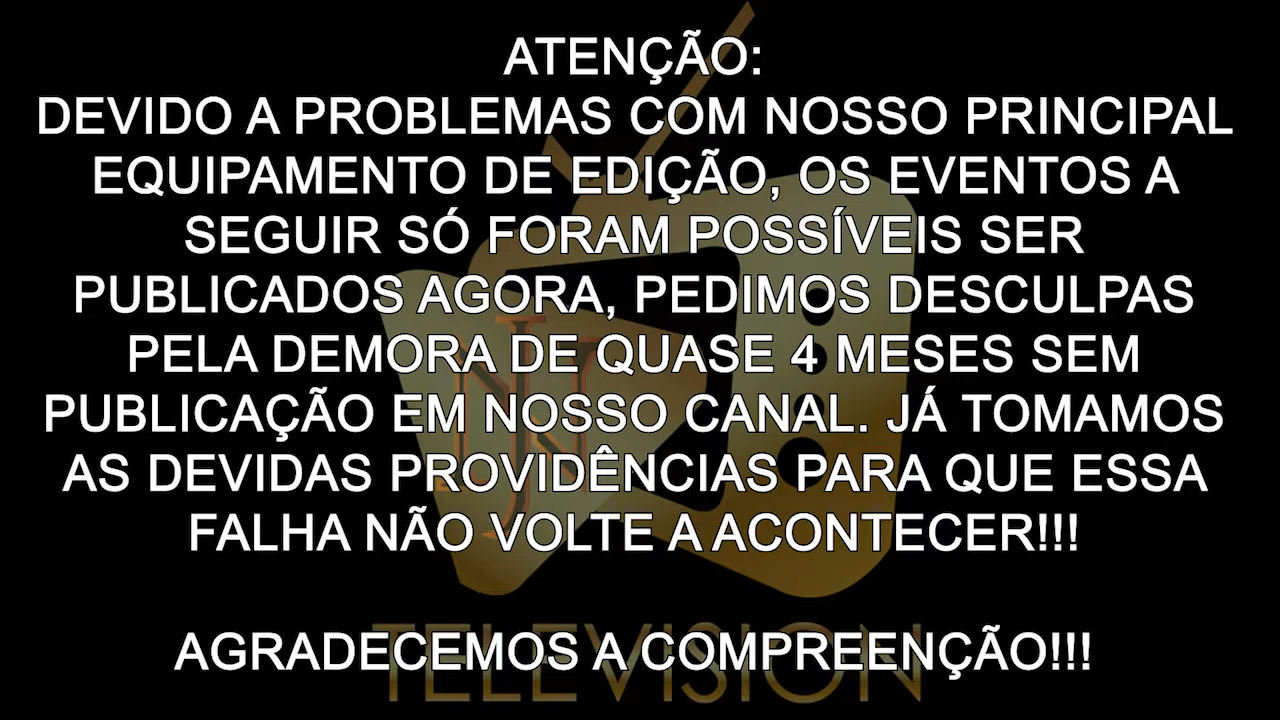 ATENÇÃO:
DEVIDO A PROBLEMAS COM NOSSO PRINCIPAL
EQUIPAMENTO DE EDIÇÃO, OS EVENTOS A
SEGUIR SÓ FORAM POSSÍVEIS SER
PUBLICADOS AGORA, PEDIMOS DESCULPAS
PELA DEMORA DE QUASE 4 MESES SEM
PUBLICAÇÃO EM NOSSO CANAL. JÁ TOMAMOS
AS DEVIDAS PROVIDÊNCIAS PARA QUE ESSA
FALHA NÃO VOLTE A ACONTECER!!!
AGRADECEMOS A COMPREENÇÃO!!!
TELEVISION